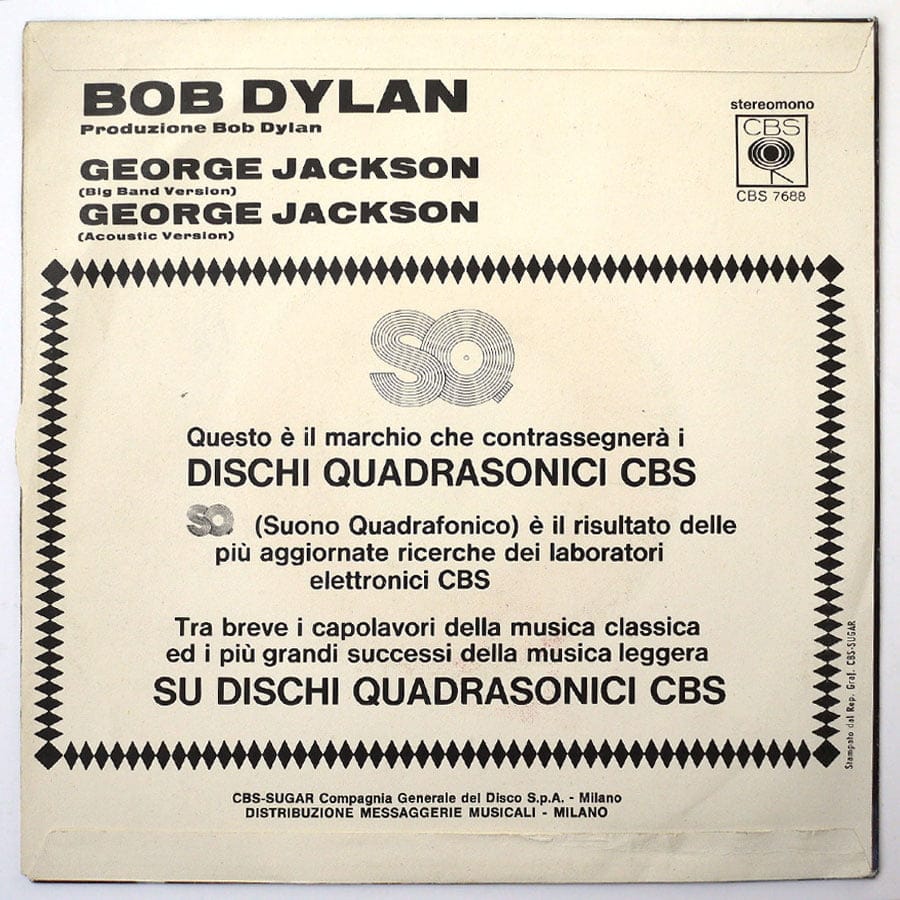 BOB DYLAN
Produzione Bob Dylan
GEORGE JACKSON
(Big Band Version)
GEORGE JACKSON
(Acoustic Version)
stereomono
CBS
CBS 7688
SQ
Questo è il marchio che contrassegnerà i
DISCHI QUADRASONICI CBS
SQ (Suono Quadrafonico) è il risultato delle
più aggiornate ricerche dei laboratori
elettronici CBS
Tra breve i capolavori della musica classica
ed i più grandi successi della musica leggera
SU DISCHI QUADRASONICI CBS
Stampato dal Rep. Graf. CBS-SUGAR
CBS-SUGAR Compagnia Generale del Disco S.p.A. - Milano
DISTRIBUZIONE MESSAGGERIE MUSICALI - MILANO